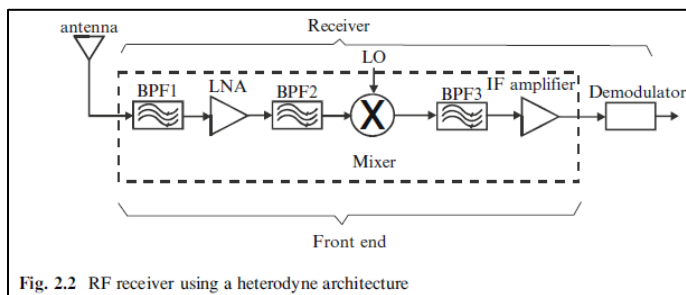 antenna
Receiver
LO
BPF1
LNA
BPF2
X
BPF3
IF amplifier
Demodulator
Mixer
Front end
Fig. 2.2 RF receiver using a heterodyne architecture